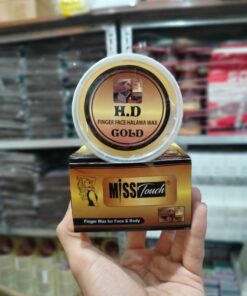 H.D
FINGER FACE HALAWA WAX
GOLD
MISS Touch
Finger Wax for Face & Body